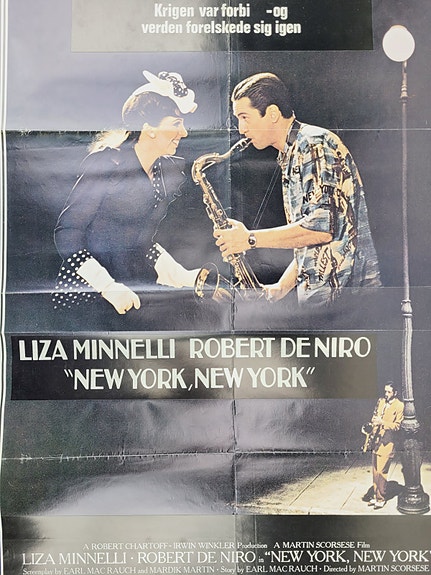 Krigen var forbi -og
verden forelskede sig igen
LIZA MINNELLI ROBERT DE NIRO
"NEW YORK, NEW YORK"
A ROBERT CHARTOFF · IRWIN WINKLER Production A MARTIN SCORSESE Film
LIZA MINNELLI · ROBERT DE NIRO in "NEW YORK, NEW YORK"
Screenplay by EARL MAC RAUCH and MARDIK MARTIN · Story by EARL MAC RAUCH · Directed by MARTIN SCORSESE